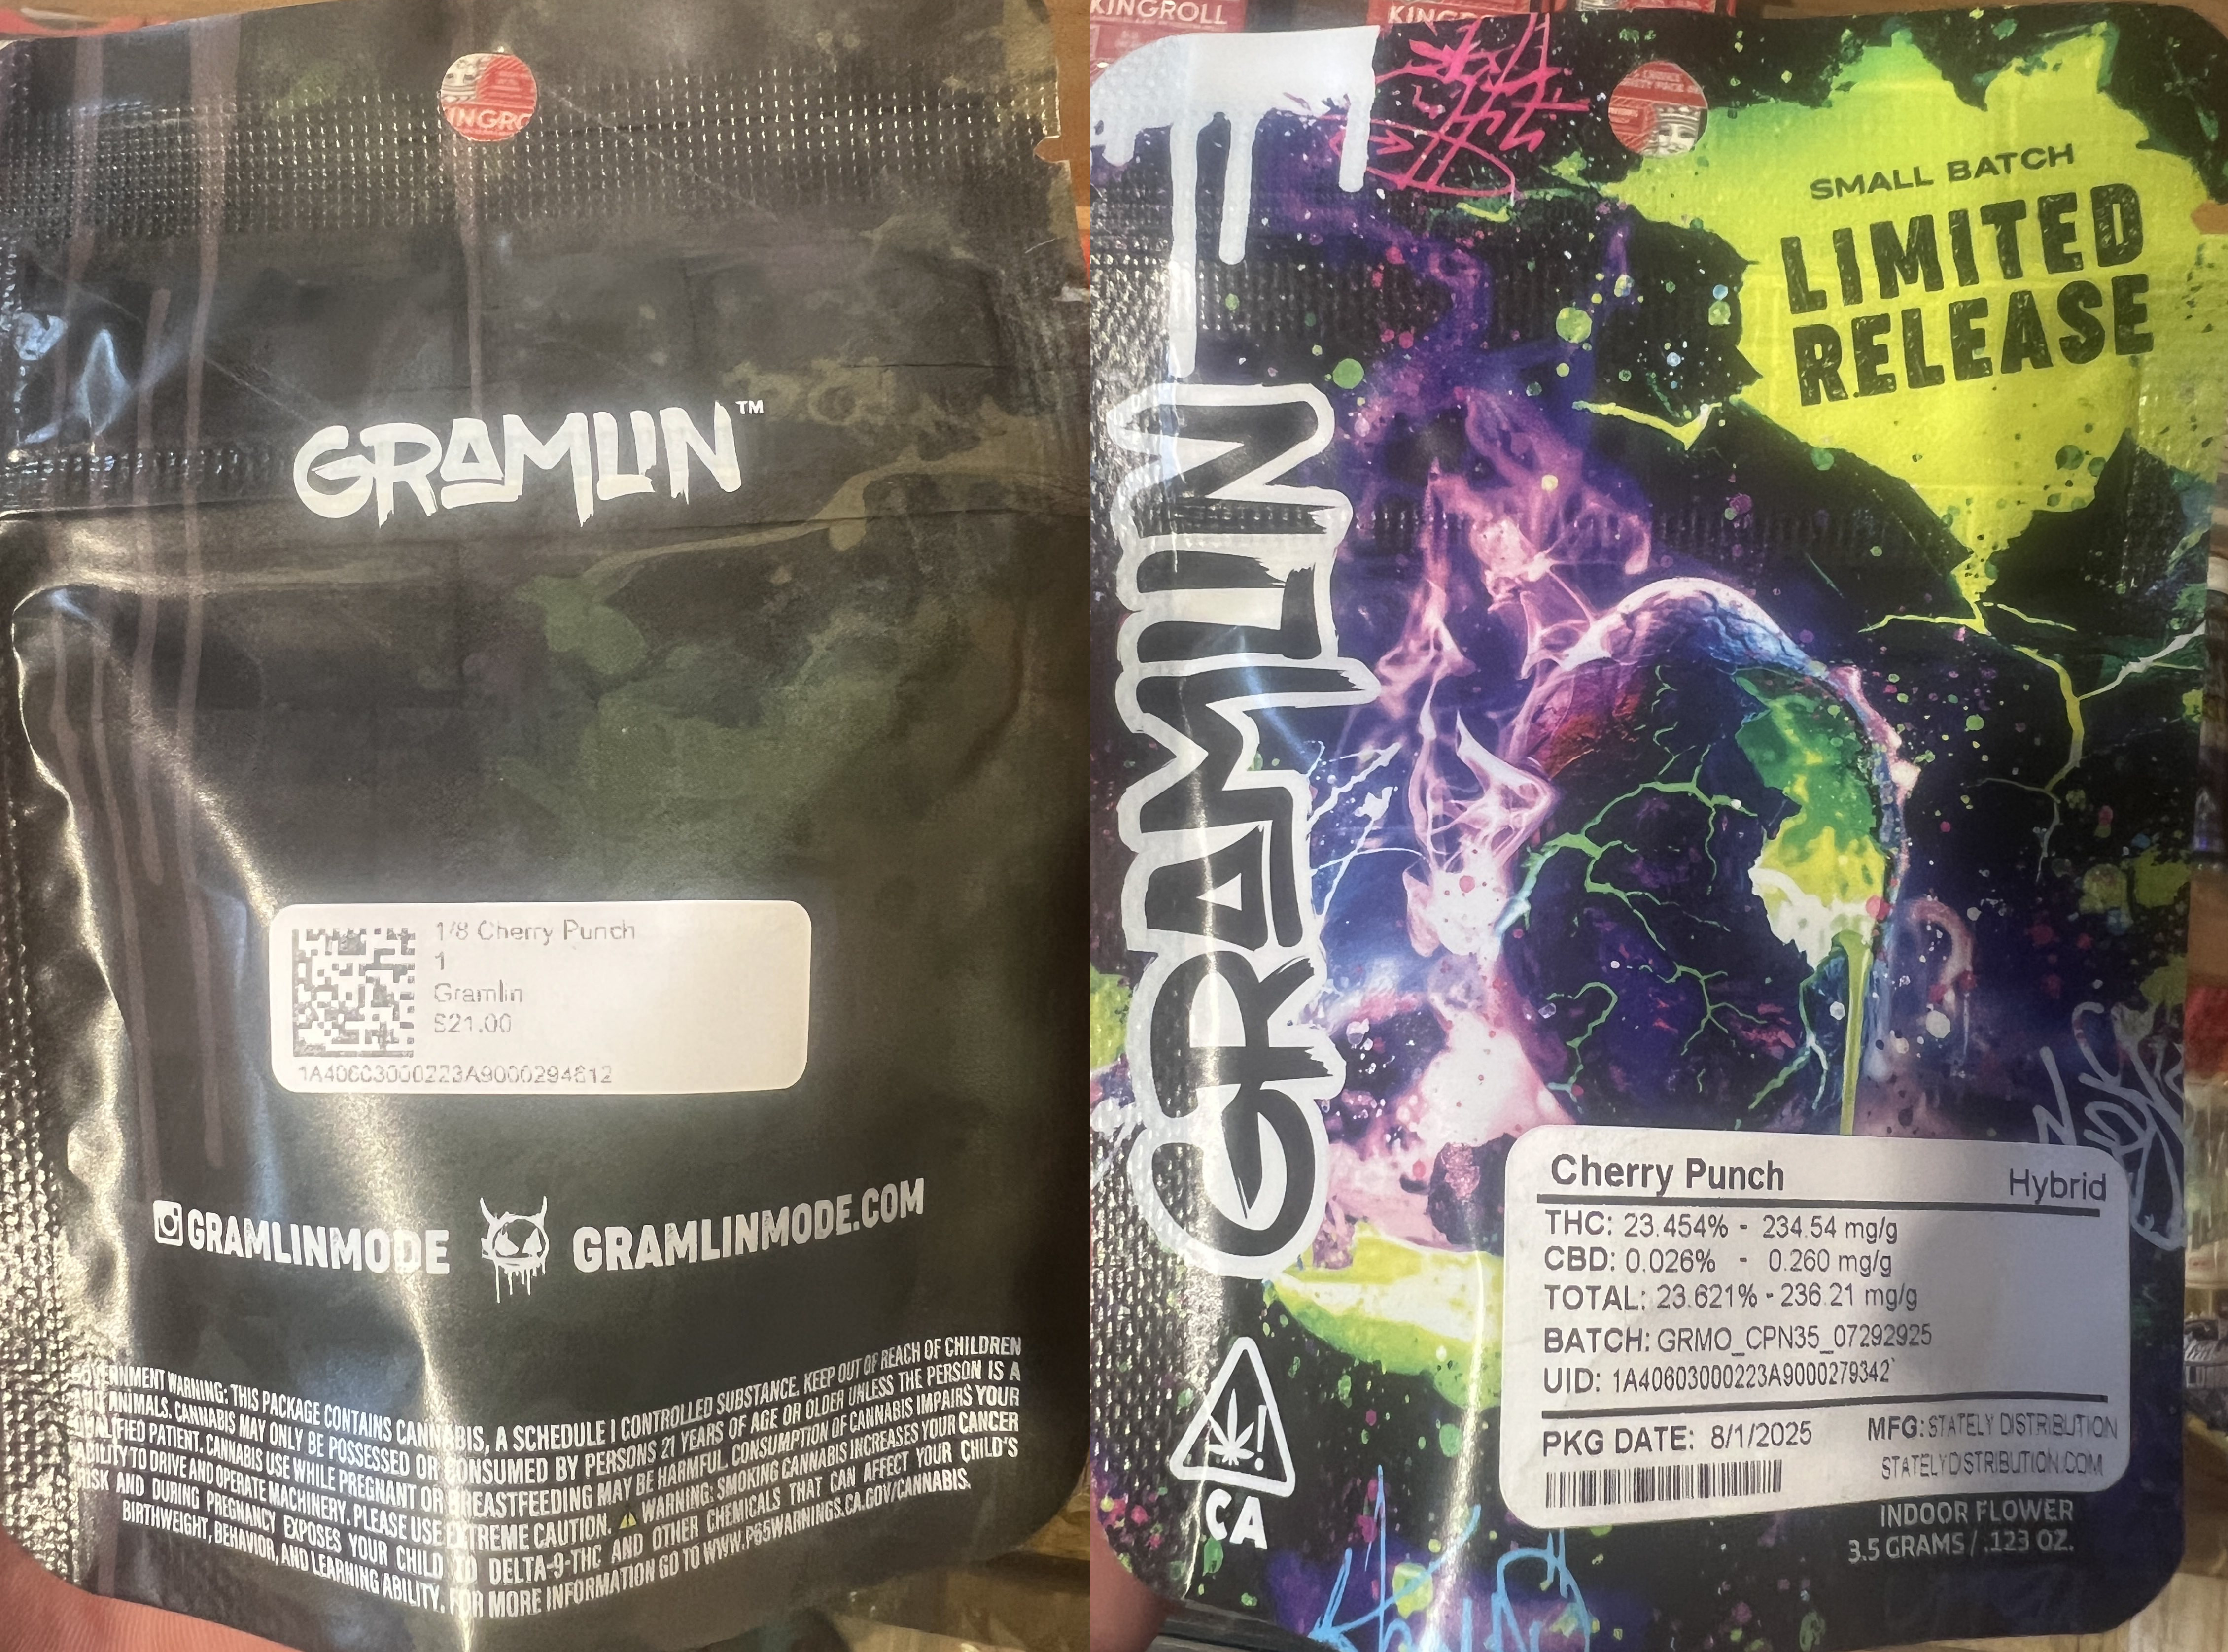 INGRO
GRAMLIN™
1/8 Cherry Punch
1
Gramlin
$21.00
1A40603000223A9000294612
GRAMLINMODE
GRAMLINMODE.COM
GOVERNMENT WARNING: THIS PACKAGE CONTAINS CANNABIS, A SCHEDULE I CONTROLLED SUBSTANCE. KEEP OUT OF REACH OF CHILDREN
AND ANIMALS. CANNABIS MAY ONLY BE POSSESSED OR CONSUMED BY PERSONS 21 YEARS OF AGE OR OLDER UNLESS THE PERSON IS A
QUALIFIED PATIENT. CANNABIS USE WHILE PREGNANT OR BREASTFEEDING MAY BE HARMFUL. CONSUMPTION OF CANNABIS IMPAIRS YOUR
ABILITY TO DRIVE AND OPERATE MACHINERY. PLEASE USE EXTREME CAUTION. ⚠ WARNING: SMOKING CANNABIS INCREASES YOUR CANCER
RISK AND DURING PREGNANCY EXPOSES YOUR CHILD TO DELTA-9-THC AND OTHER CHEMICALS THAT CAN AFFECT YOUR CHILD'S
BIRTHWEIGHT, BEHAVIOR, AND LEARNING ABILITY. FOR MORE INFORMATION GO TO WWW.P65WARNINGS.CA.GOV/CANNABIS.
KINGROLL
KINGR
SMALL BATCH
LIMITED
RELEASE
GRAMLIN
Cherry Punch Hybrid
THC: 23.454% - 234.54 mg/g
CBD: 0.026% - 0.260 mg/g
TOTAL: 23.621% - 236.21 mg/g
BATCH: GRMO_CPN35_07292925
UID: 1A40603000223A9000279342
PKG DATE: 8/1/2025
MFG: STATELY DISTRIBUTION
STATELYDISTRIBUTION.COM
CA
INDOOR FLOWER
3.5 GRAMS / .123 OZ.